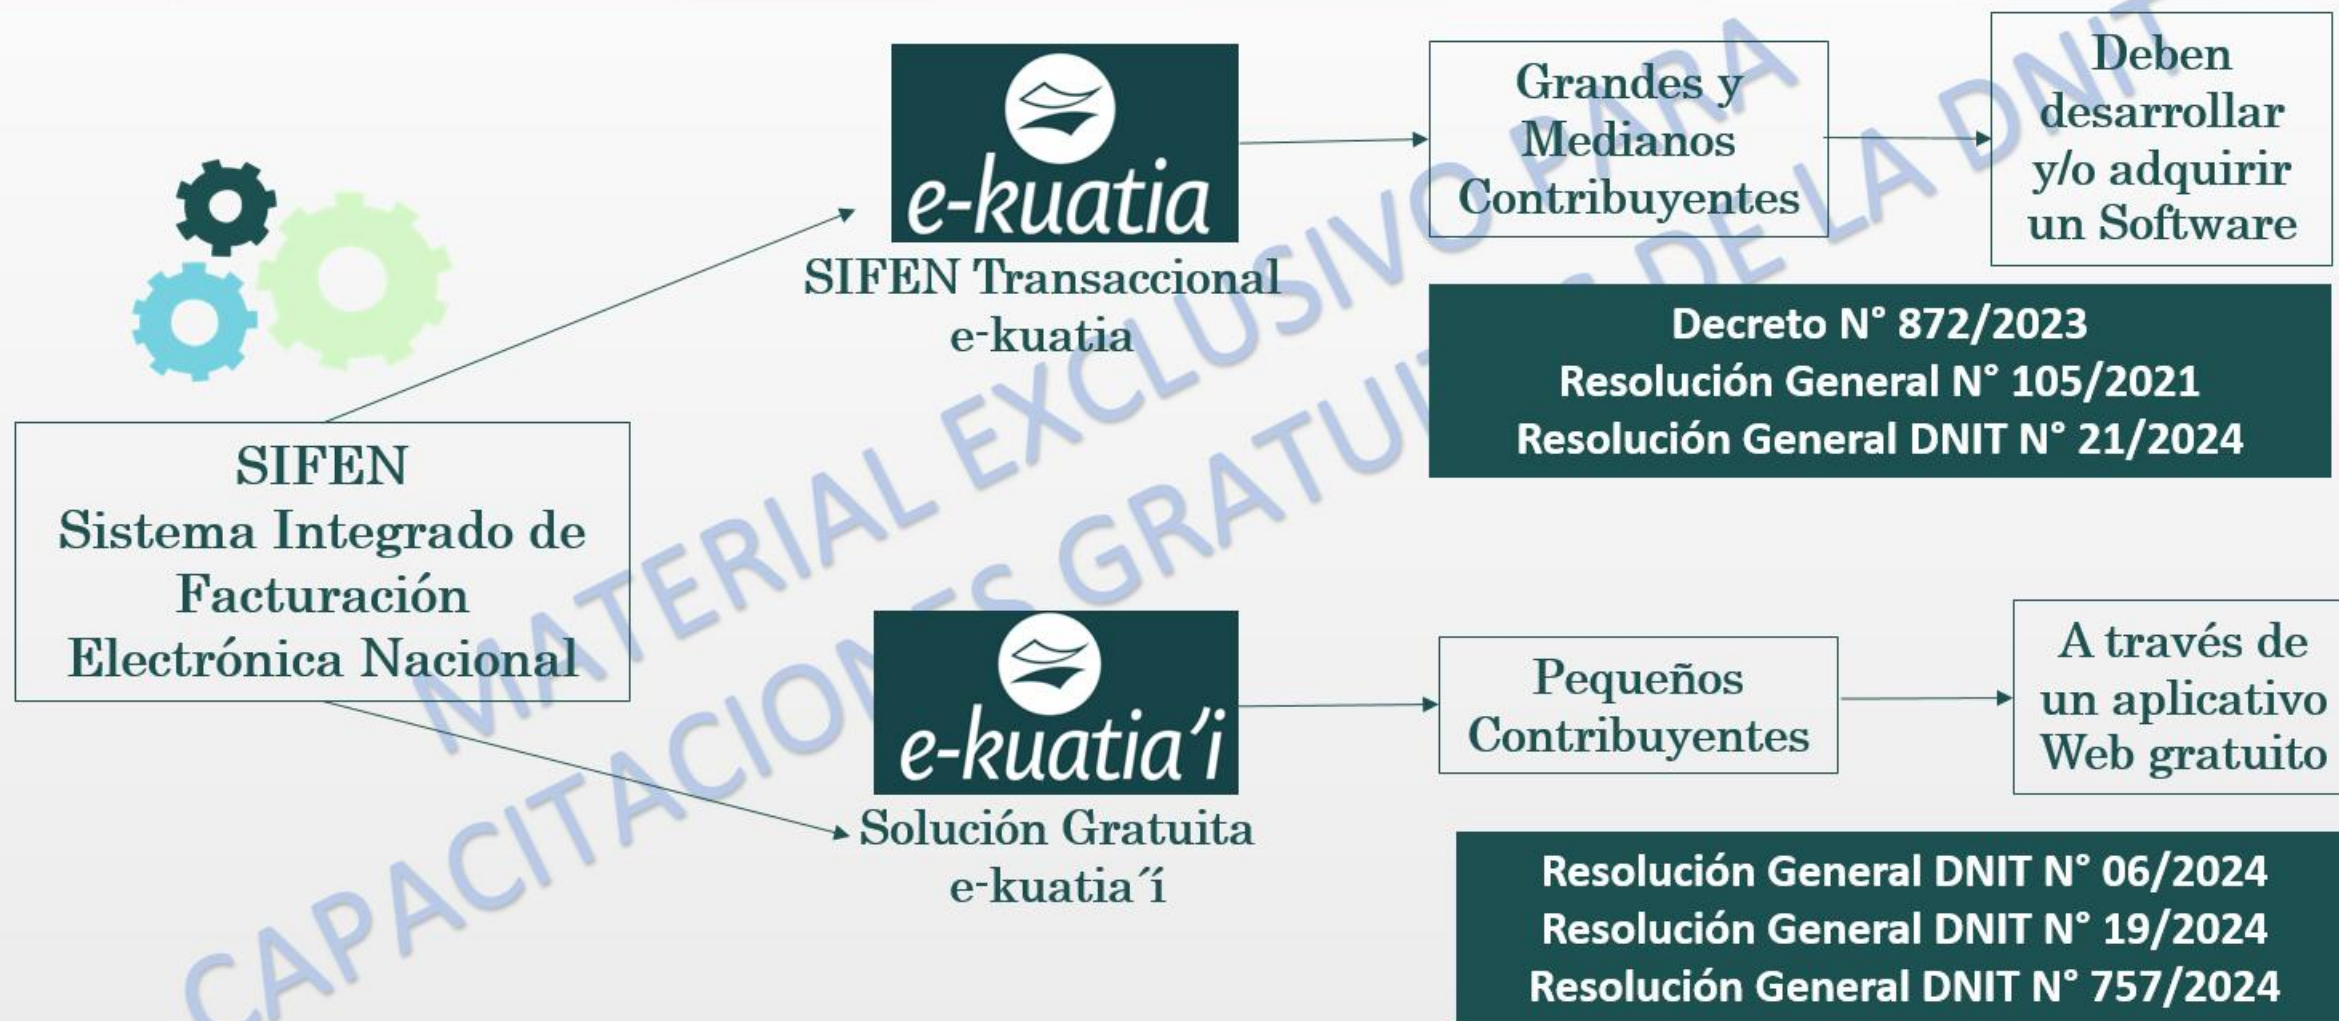 e-kuatia
SIFEN Transaccional
e-kuatia
Grandes y
Medianos
Contribuyentes
Deben
desarrollar
y/o adquirir
un Software
Decreto N° 872/2023
Resolución General N° 105/2021
Resolución General DNIT N° 21/2024
SIFEN
Sistema Integrado de
Facturación
Electrónica Nacional
e-kuatia’i
Solución Gratuita
e-kuatia´í
Pequeños
Contribuyentes
A través de
un aplicativo
Web gratuito
Resolución General DNIT N° 06/2024
Resolución General DNIT N° 19/2024
Resolución General DNIT N° 757/2024
MATERIAL EXCLUSIVO PARA
CAPACITACIONES DE LA DNIT